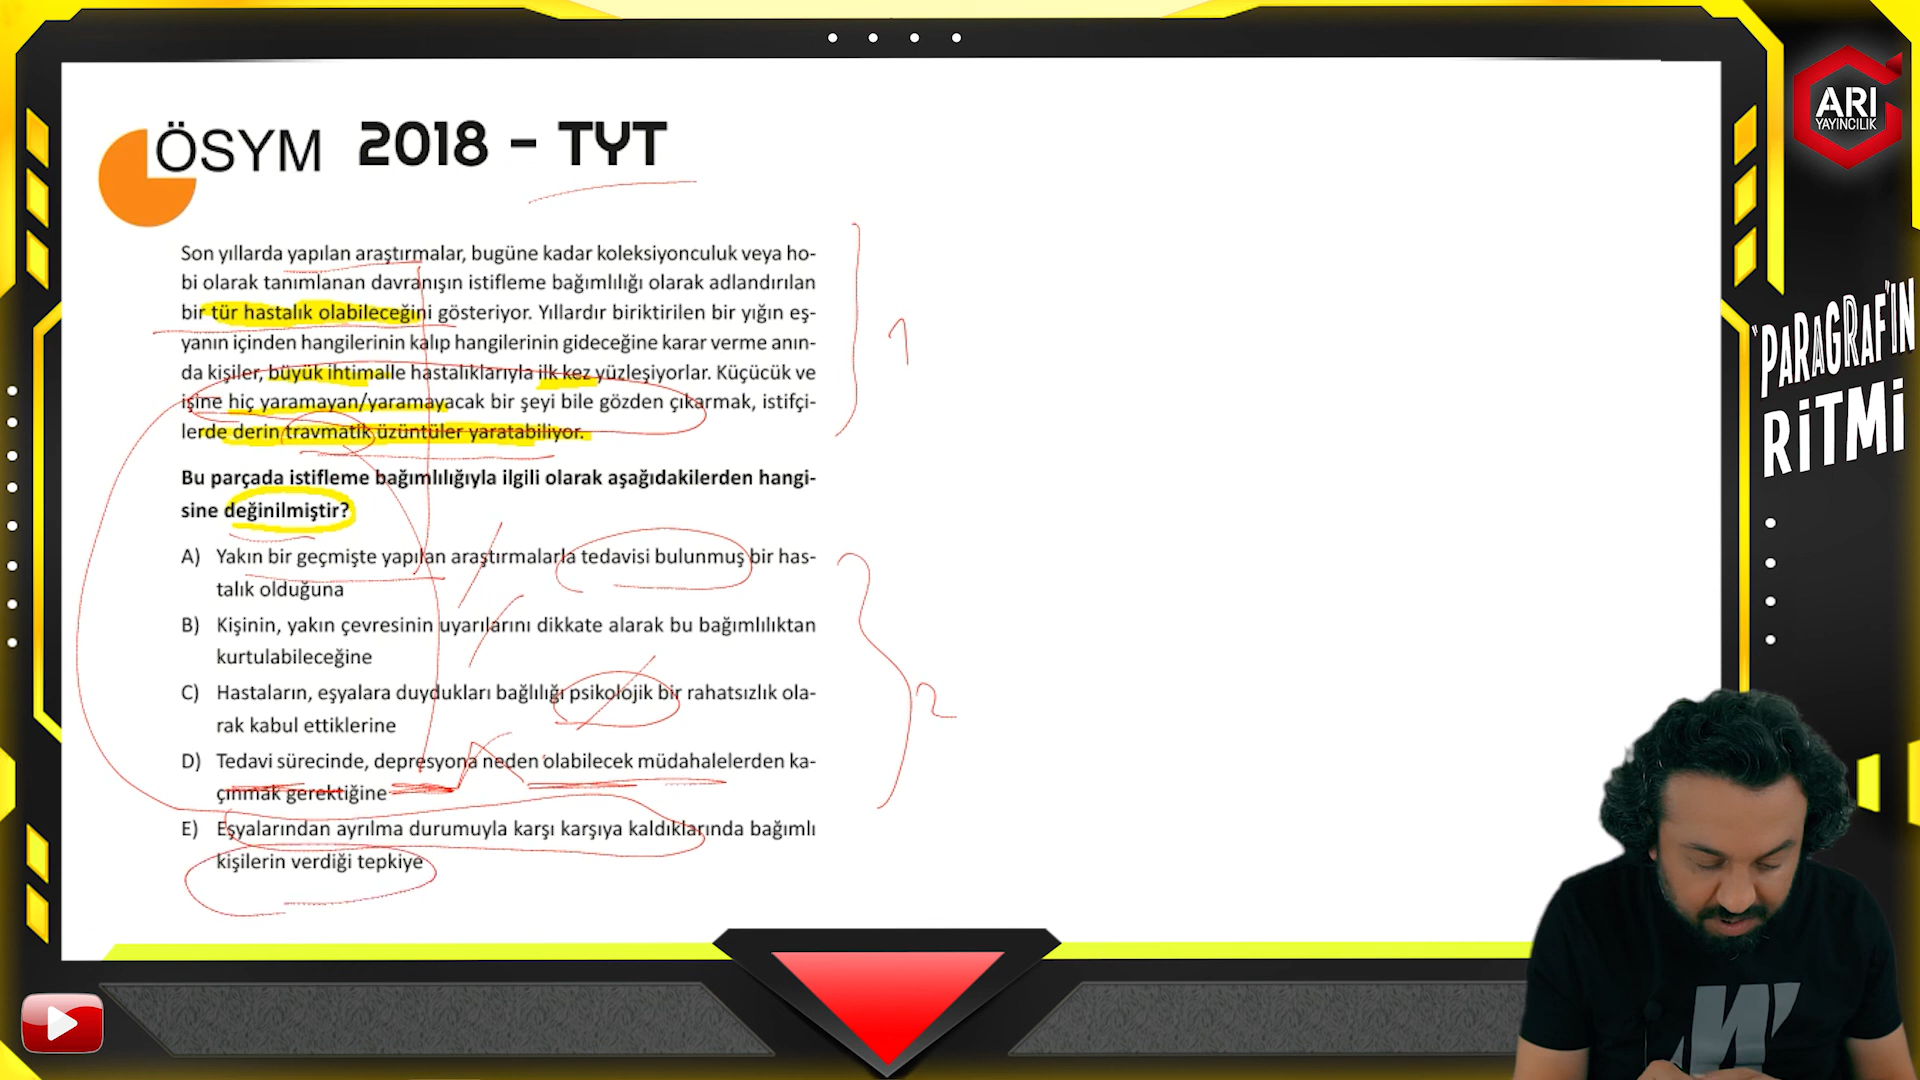 ÖSYM 2018 - TYT
Son yıllarda yapılan araştırmalar, bugüne kadar koleksiyonculuk veya ho-
bi olarak tanımlanan davranışın istifleme bağımlılığı olarak adlandırılan
bir tür hastalık olabileceğini gösteriyor. Yıllardır biriktirilen bir yığın eş-
yanın içinden hangilerinin kalıp hangilerinin gideceğine karar verme anın-
da kişiler, büyük ihtimalle hastalıklarıyla ilk kez yüzleşiyorlar. Küçücük ve
işine hiç yaramayan/yaramayacak bir şeyi bile gözden çıkarmak, istifçi-
lerde derin travmatik üzüntüler yaratabiliyor.
Bu parçada istifleme bağımlılığıyla ilgili olarak aşağıdakilerden hangi-
sine değinilmiştir?
A) Yakın bir geçmişte yapılan araştırmalarla tedavisi bulunmuş bir has-
talık olduğuna
B) Kişinin, yakın çevresinin uyarılarını dikkate alarak bu bağımlılıktan
kurtulabileceğine
C) Hastaların, eşyalara duydukları bağlılığı psikolojik bir rahatsızlık ola-
rak kabul ettiklerine
D) Tedavi sürecinde, depresyona neden olabilecek müdahalelerden ka-
çınmak gerektiğine
E) Eşyalarından ayrılma durumuyla karşı karşıya kaldıklarında bağımlı
kişilerin verdiği tepkiye
1
2
ARI
YAYINCILIK
"PARAGRAF'IN
RİTMİ